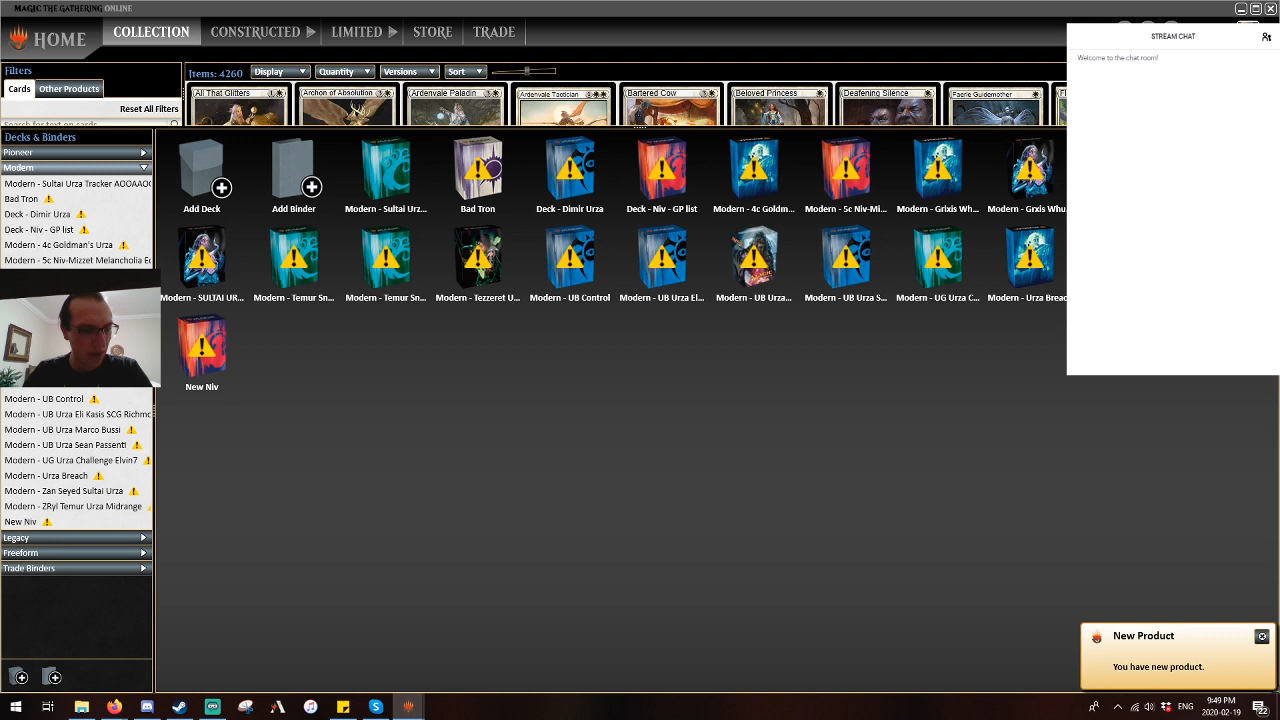 MAGIC THE GATHERING ONLINE
HOME
COLLECTION
CONSTRUCTED
LIMITED
STORE
TRADE
STREAM CHAT
Welcome to the chat room!
Filters
Cards
Other Products
Reset All Filters
Search for text on cards
Items: 4260
Display
Quantity
Versions
Sort
All That Glitters
Archon of Absolution
Ardenvale Paladin
Ardenvale Tactician
Bartered Cow
Beloved Princess
Deafening Silence
Faerie Guidemother
Decks & Binders
Pioneer
Modern
Modern - Sultai Urza Tracker AOOAAOC
Bad Tron
Deck - Dimir Urza
Deck - Niv - GP list
Modern - 4c Goldman's Urza
Modern - 5c Niv-Mizzet Melancholia Ed
Modern - UB Control
Modern - UB Urza Eli Kasis SCG Richmo
Modern - UB Urza Marco Bussi
Modern - UB Urza Sean Passenti
Modern - UG Urza Challenge Elvin7
Modern - Urza Breach
Modern - Zan Seyed Sultai Urza
Modern - ZRyl Temur Urza Midrange
New Niv
Legacy
Freeform
Trade Binders
Add Deck
Add Binder
Modern - Sultai Urz...
Bad Tron
Deck - Dimir Urza
Deck - Niv - GP list
Modern - 4c Goldm...
Modern - 5c Niv-Mi...
Modern - Grixis Wh...
Modern - Grxis Whu
Modern - SULTAI UR...
Modern - Temur Sn...
Modern - Temur Sn...
Modern - Tezzeret U...
Modern - UB Control
Modern - UB Urza El...
Modern - UB Urza...
Modern - UB Urza S...
Modern - UG Urza C...
Modern - Urza Breac
New Niv
New Product
You have new product.
ENG
9:49 PM
2020-02-19
22